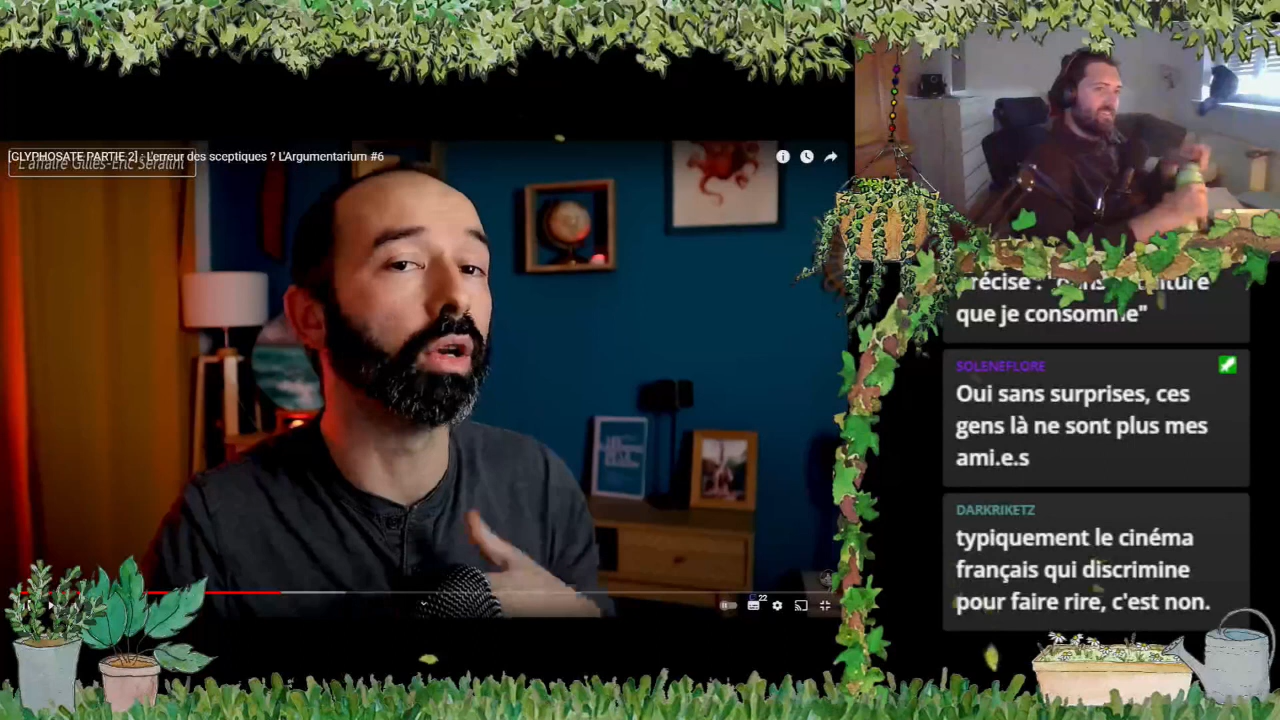 [GLYPHOSATE PARTIE 2] : L'erreur des sceptiques ? L'Argumentarium #6
L'affaire Gilles-Eric Séralini
que je consomme"
SOLENEFLORE
Oui sans surprises, ces
gens là ne sont plus mes
ami.e.s
DARKRIKETZ
typiquement le cinéma
français qui discrimine
pour faire rire, c'est non.
22